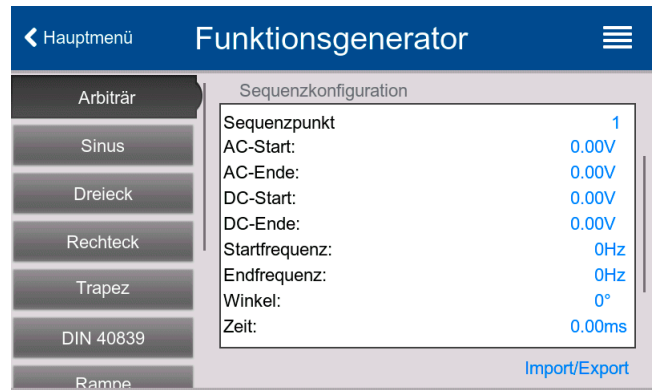 Hauptmenü
Funktionsgenerator
Arbiträr
Sinus
Dreieck
Rechteck
Trapez
DIN 40839
Rampe
Sequenzkonfiguration
Sequenzpunkt 1
AC-Start: 0.00V
AC-Ende: 0.00V
DC-Start: 0.00V
DC-Ende: 0.00V
Startfrequenz: 0Hz
Endfrequenz: 0Hz
Winkel: 0°
Zeit: 0.00ms
Import/Export